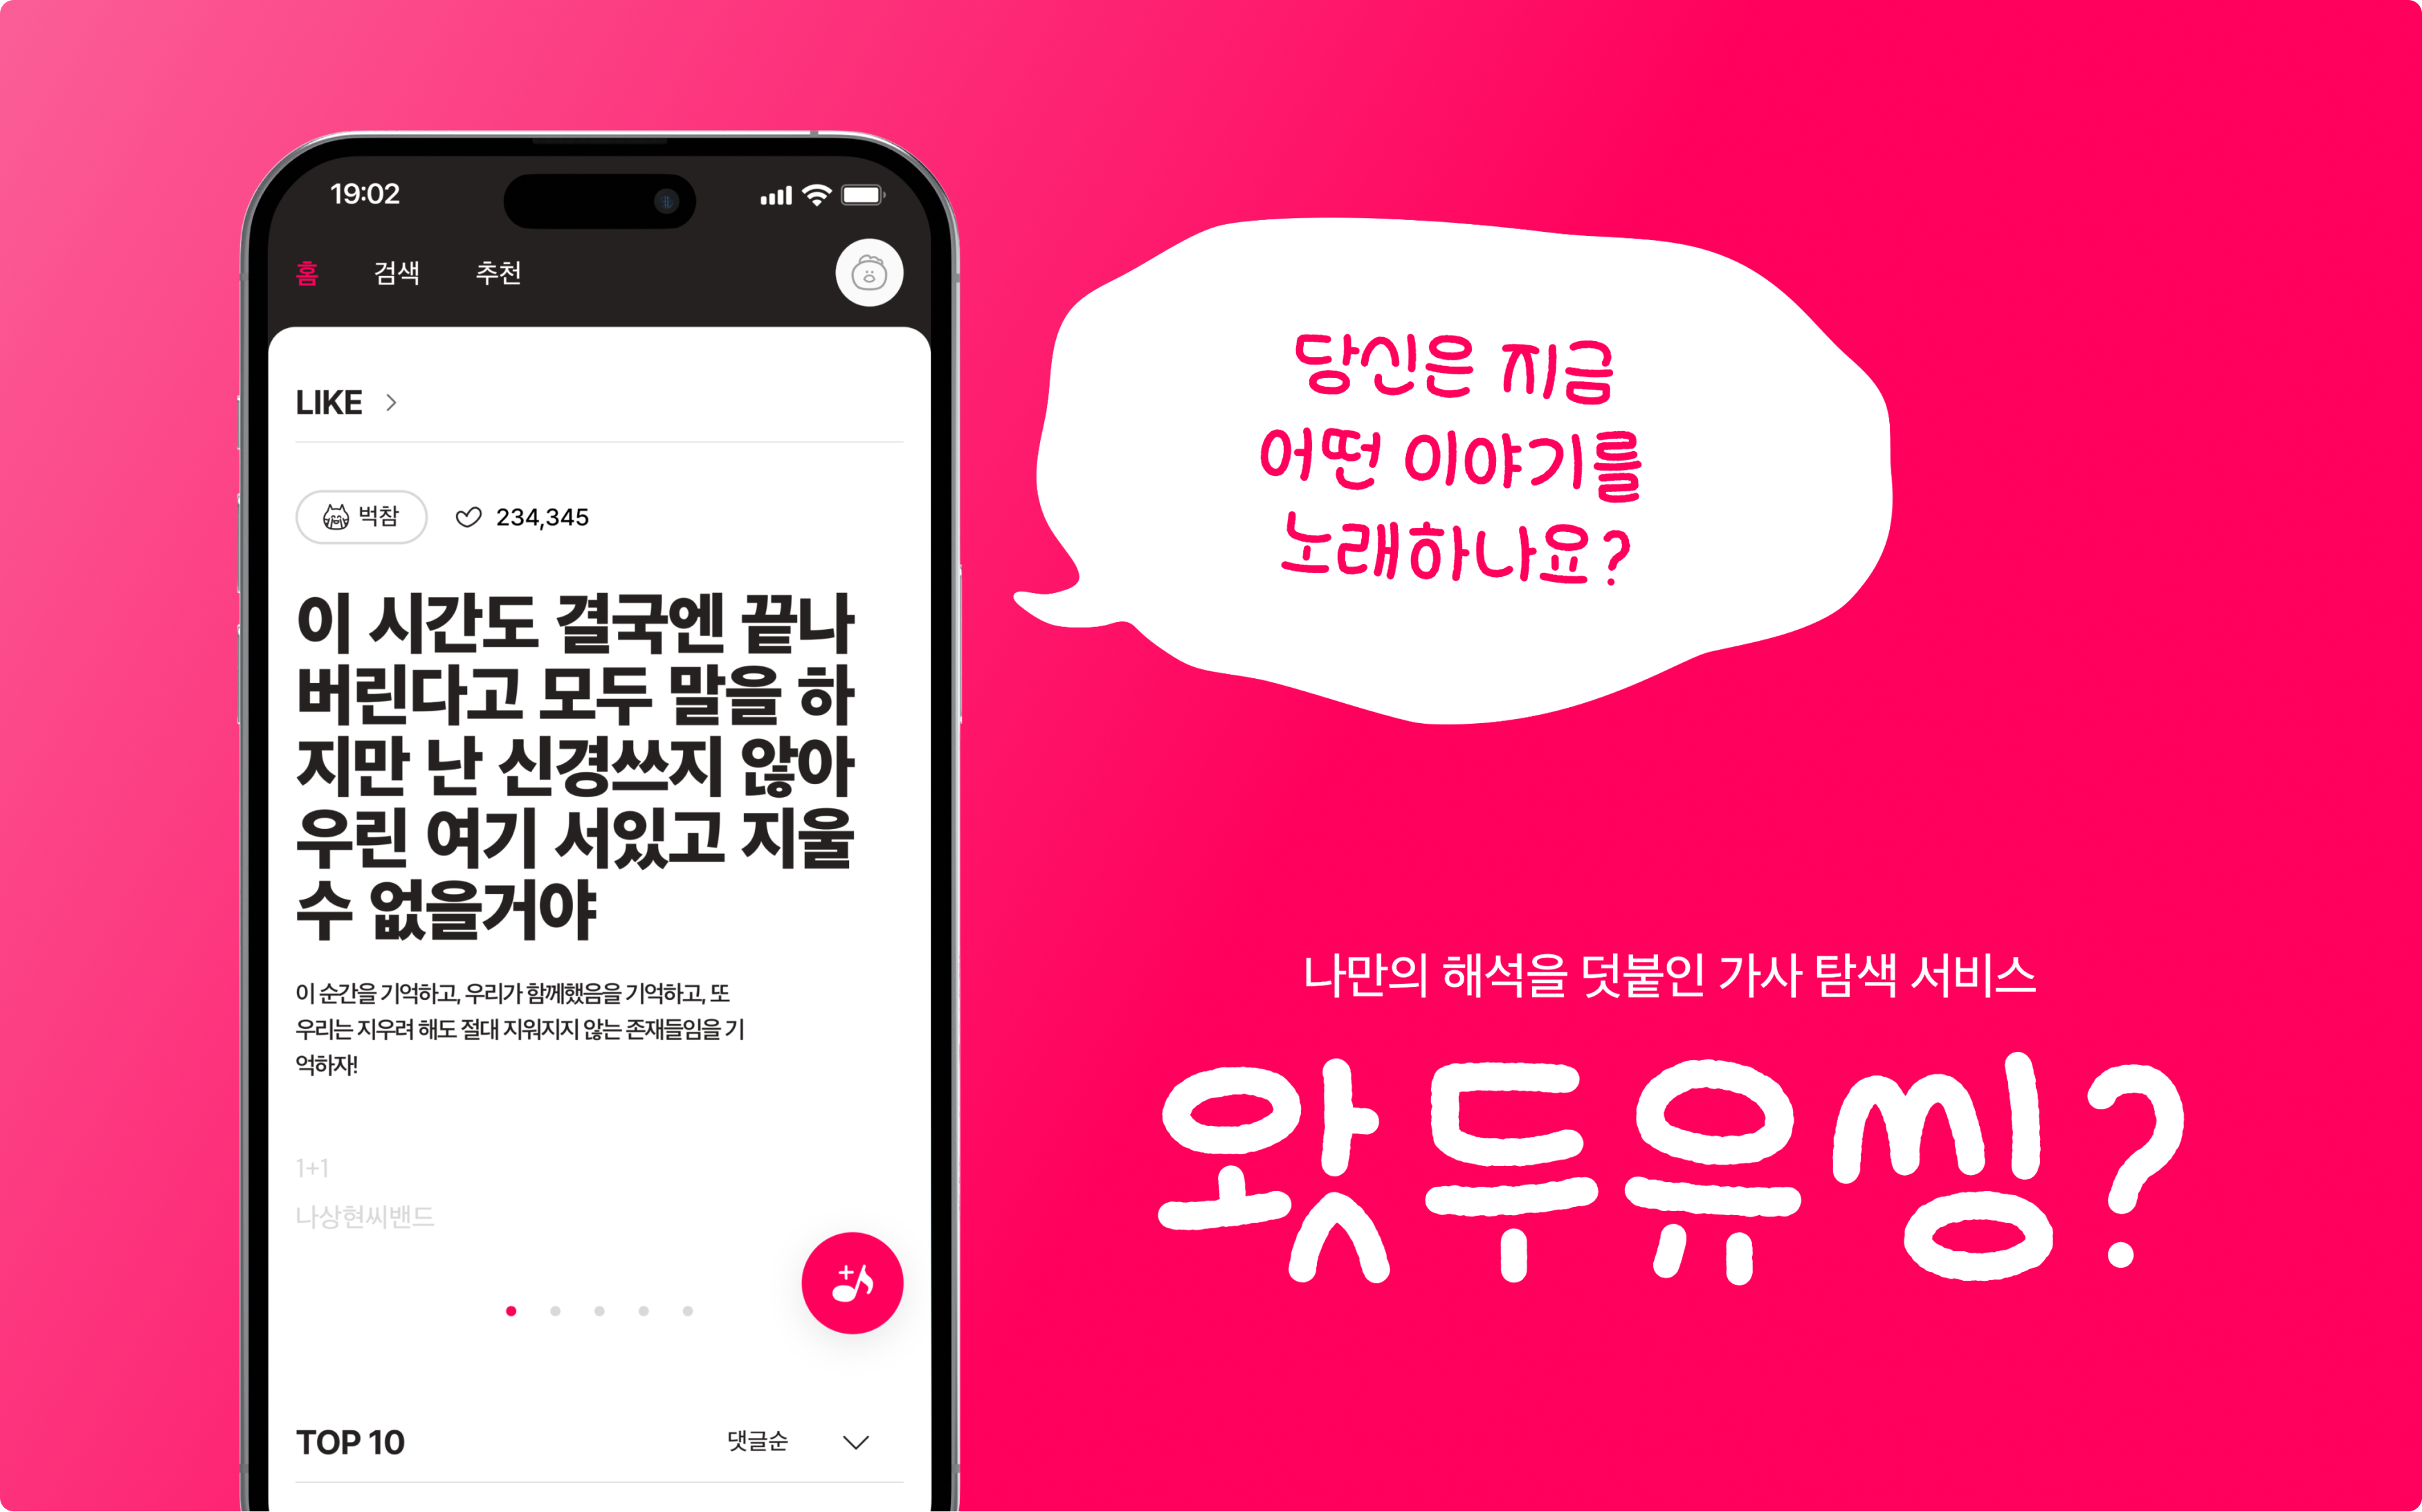 19:02
홈 검색 추천
LIKE
벅참 234,345
이 시간도 결국엔 끝나
버린다고 모두 말을 하
지만 난 신경쓰지 않아
우린 여기 서있고 지울
수 없을거야
이 순간을 기억하고, 우리가 함께했음을 기억하고, 또
우리는 지우려 해도 절대 지워지지 않는 존재들임을 기
억하자!
1+1
나상현씨밴드
TOP 10 댓글순
당신은 지금
어떤 이야기를
노래하나요?
나만의 해석을 덧붙인 가사 탐색 서비스
왓두유씽?